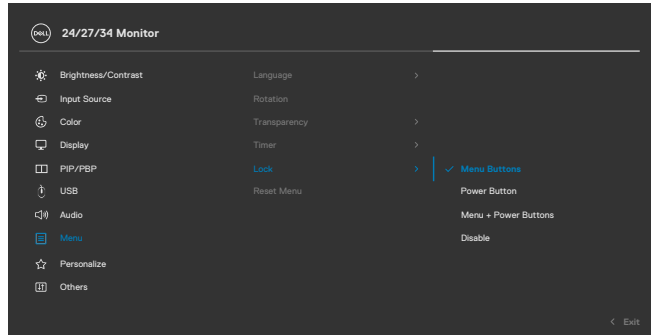 DELL 24/27/34 Monitor
Brightness/Contrast
Input Source
Color
Display
PIP/PBP
USB
Audio
Menu
Personalize
Others
Language
Rotation
Transparency
Timer
Lock
Reset Menu
Menu Buttons
Power Button
Menu + Power Buttons
Disable
Exit